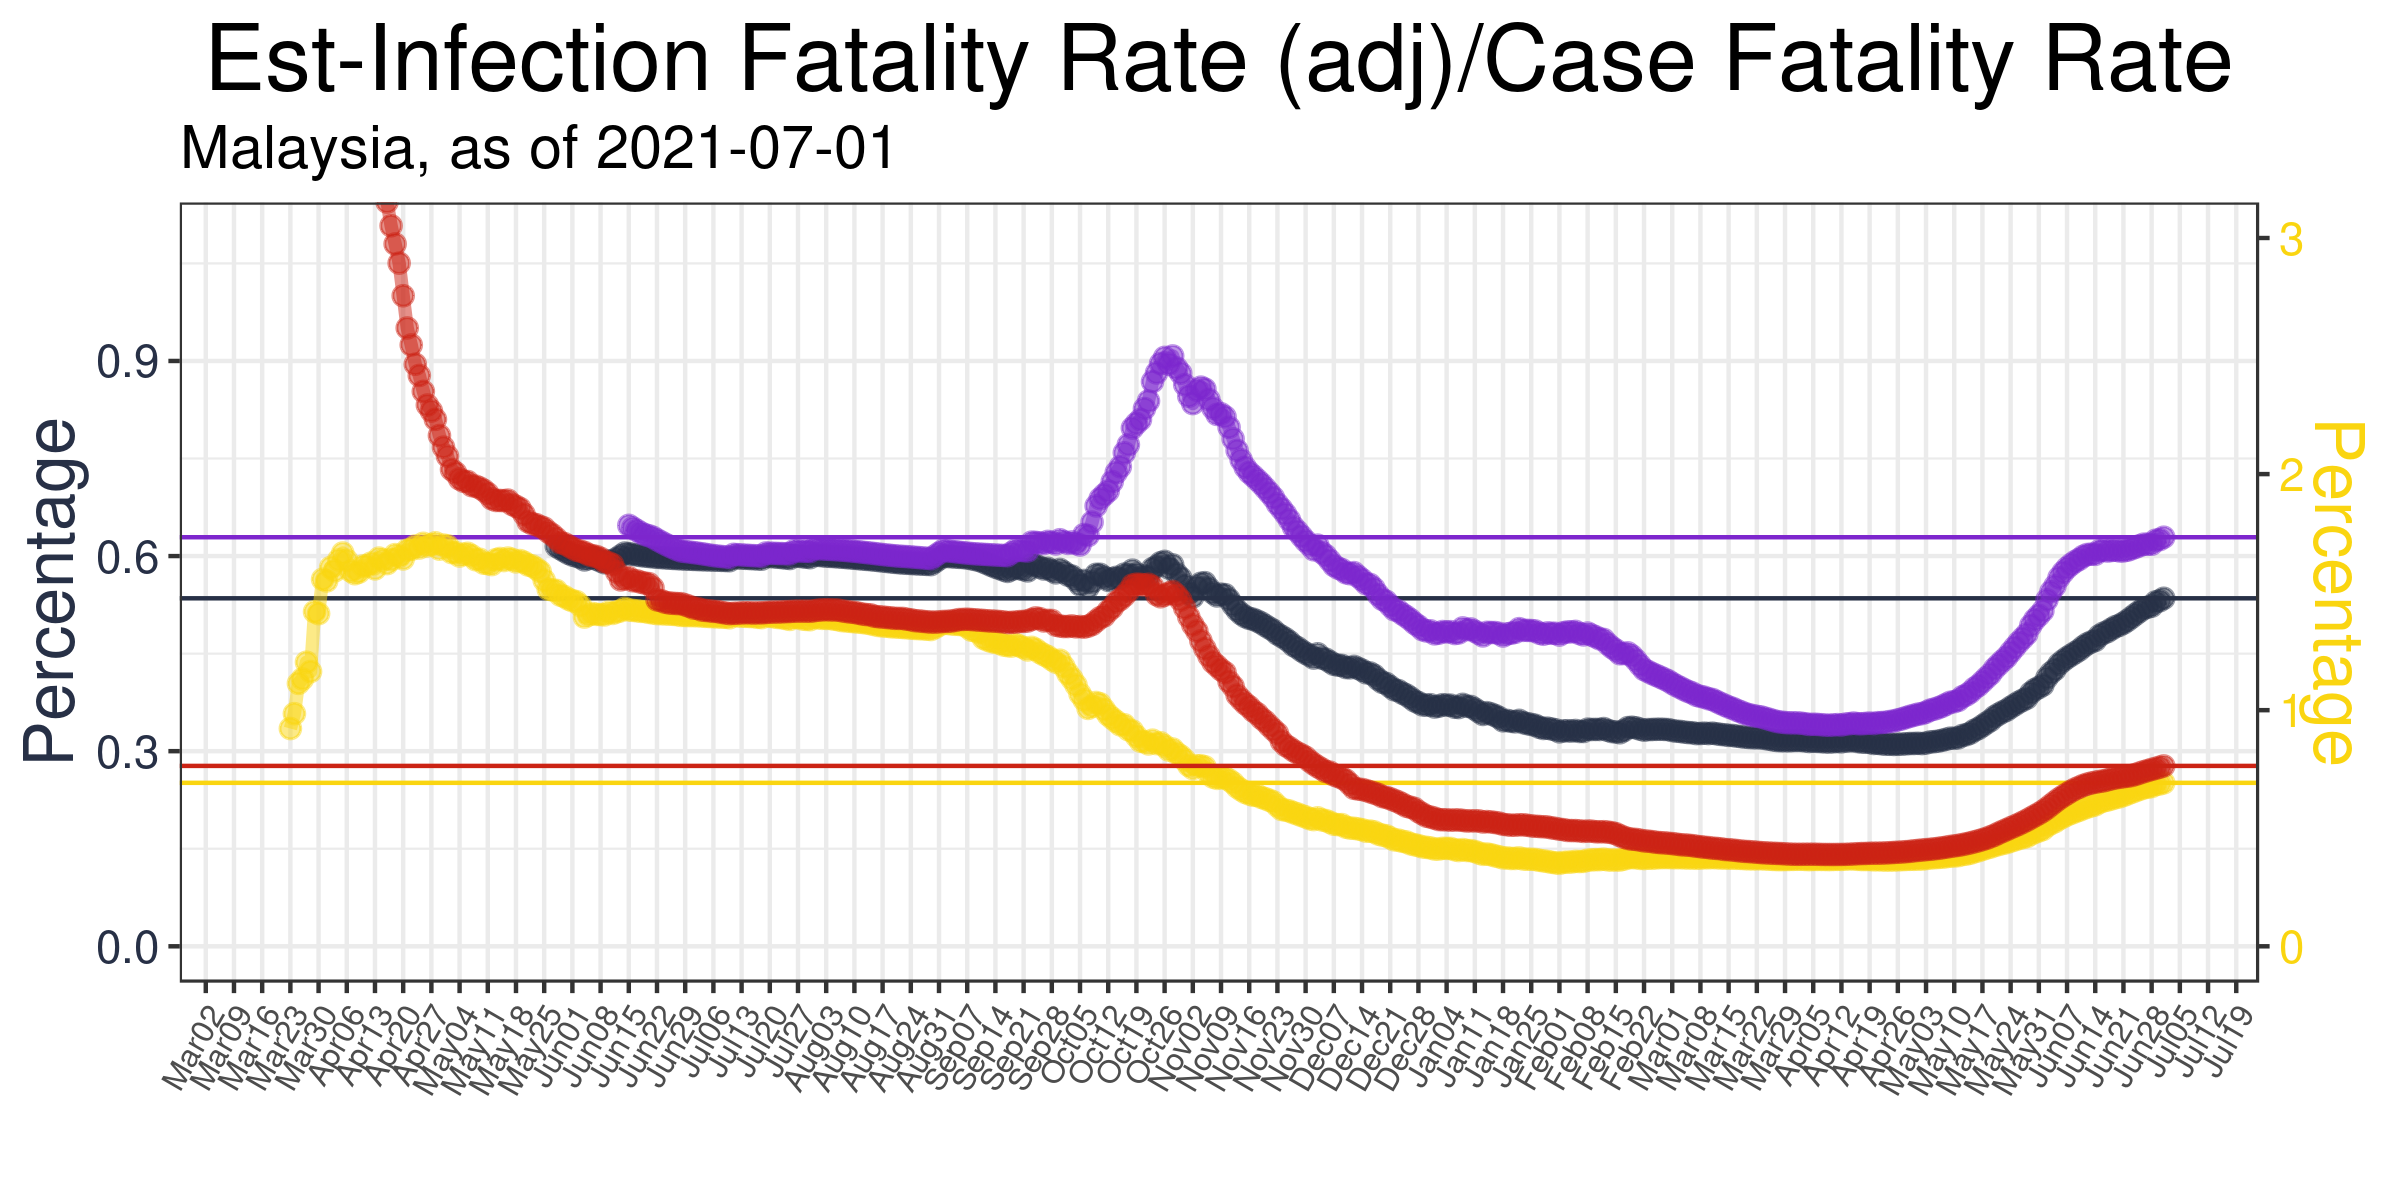 Est-Infection Fatality Rate (adj)/Case Fatality Rate
Malaysia, as of 2021-07-01
Percentage
0.9
0.6
0.3
0.0
3
2
1
0
Percentage
Mar02
Mar09
Mar16
Mar23
Mar30
Apr06
Apr13
Apr20
Apr27
May04
May11
May18
May25
Jun01
Jun08
Jun15
Jun22
Jun29
Jul06
Jul13
Jul20
Jul27
Aug03
Aug10
Aug17
Aug24
Aug31
Sep07
Sep14
Sep21
Sep28
Oct05
Oct12
Oct19
Oct26
Nov02
Nov09
Nov16
Nov23
Nov30
Dec07
Dec14
Dec21
Dec28
Jan04
Jan11
Jan18
Jan25
Feb01
Feb08
Feb15
Feb22
Mar01
Mar08
Mar15
Mar22
Mar29
Apr05
Apr12
Apr19
Apr26
May03
May10
May17
May24
May31
Jun07
Jun14
Jun21
Jun28
Jul05
Jul12
Jul19